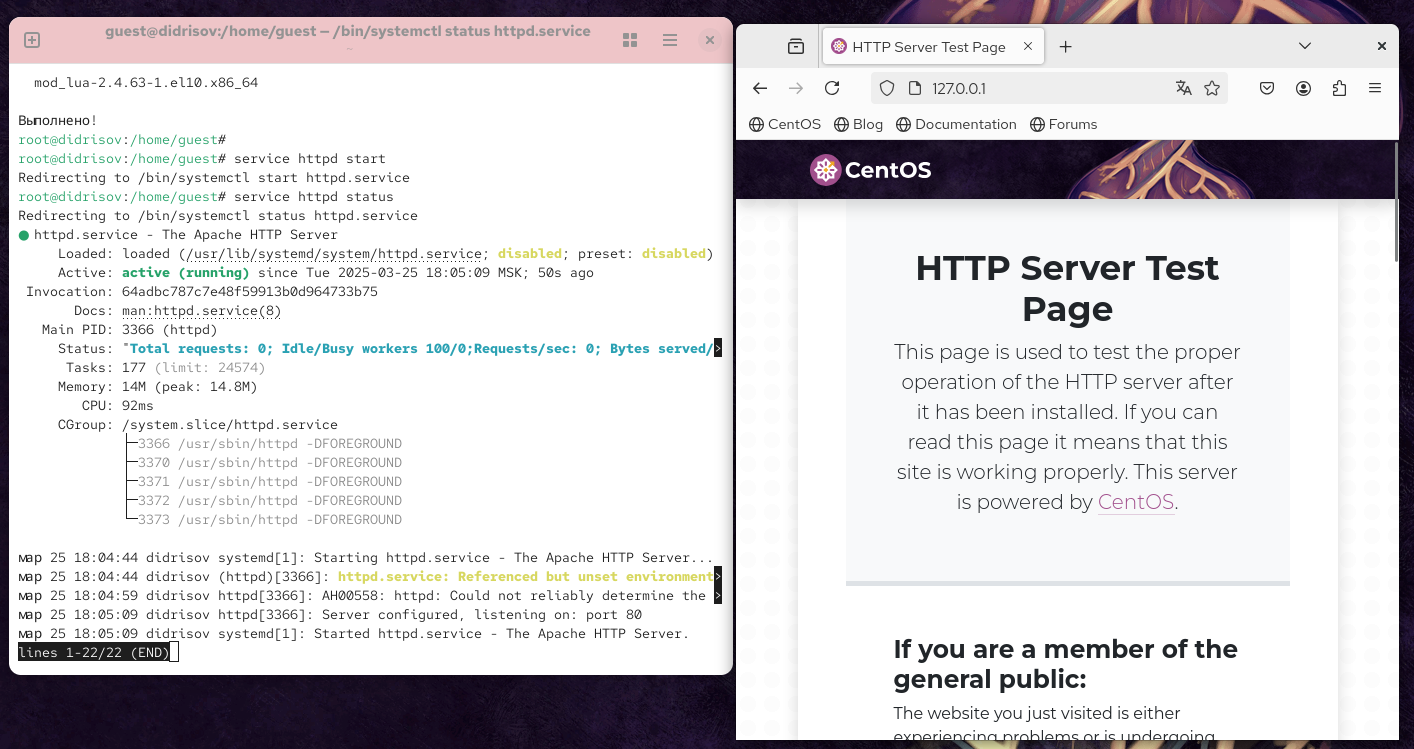 guest@didrisov:/home/guest — /bin/systemctl status httpd.service
~
mod_lua-2.4.63-1.el10.x86_64
Выполнено!
root@didrisov:/home/guest#
root@didrisov:/home/guest# service httpd start
Redirecting to /bin/systemctl start httpd.service
root@didrisov:/home/guest# service httpd status
Redirecting to /bin/systemctl status httpd.service
● httpd.service - The Apache HTTP Server
Loaded: loaded (/usr/lib/systemd/system/httpd.service; disabled; preset: disabled)
Active: active (running) since Tue 2025-03-25 18:05:09 MSK; 50s ago
Invocation: 64adbc787c7e48f59913b0d964733b75
Docs: man:httpd.service(8)
Main PID: 3366 (httpd)
Status: "Total requests: 0; Idle/Busy workers 100/0;Requests/sec: 0; Bytes served/>
Tasks: 177 (limit: 24574)
Memory: 14M (peak: 14.8M)
CPU: 92ms
CGroup: /system.slice/httpd.service
├─3366 /usr/sbin/httpd -DFOREGROUND
├─3370 /usr/sbin/httpd -DFOREGROUND
├─3371 /usr/sbin/httpd -DFOREGROUND
├─3372 /usr/sbin/httpd -DFOREGROUND
└─3373 /usr/sbin/httpd -DFOREGROUND
мар 25 18:04:44 didrisov systemd[1]: Starting httpd.service - The Apache HTTP Server...
мар 25 18:04:44 didrisov (httpd)[3366]: httpd.service: Referenced but unset environment>
мар 25 18:04:59 didrisov httpd[3366]: AH00558: httpd: Could not reliably determine the >
мар 25 18:05:09 didrisov httpd[3366]: Server configured, listening on: port 80
мар 25 18:05:09 didrisov systemd[1]: Started httpd.service - The Apache HTTP Server.
lines 1-22/22 (END)
HTTP Server Test Page
127.0.0.1
CentOS Blog Documentation Forums
CentOS
HTTP Server Test
Page
This page is used to test the proper
operation of the HTTP server after
it has been installed. If you can
read this page it means that this
site is working properly. This server
is powered by CentOS.
If you are a member of the
general public:
The website you just visited is either
experiencing problems or is undergoing